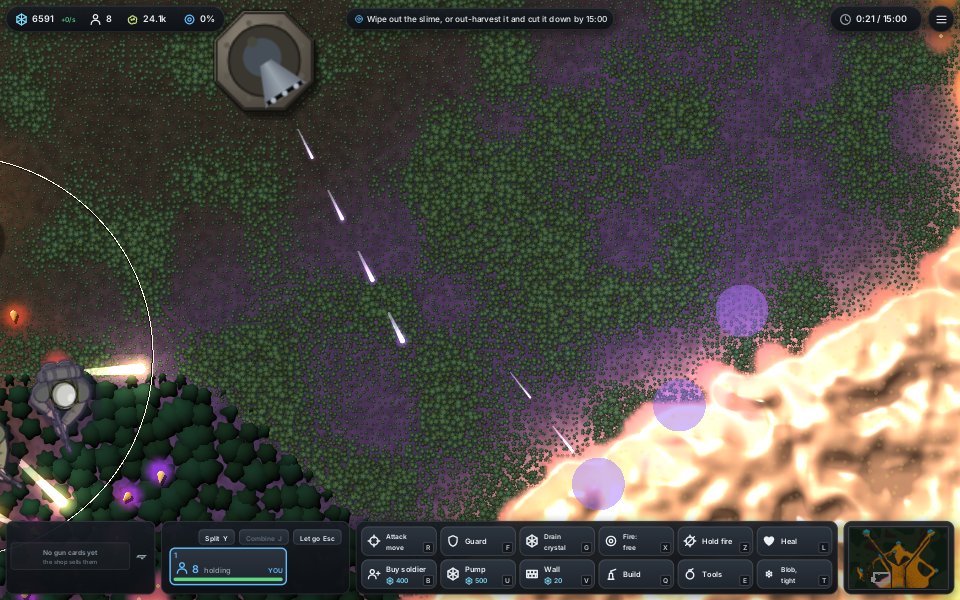 6591 +0/s 8 24.1k 0%
Wipe out the slime, or out-harvest it and cut it down by 15:00
0:21 / 15:00
No gun cards yet
the shop sells them
Split Y Combine J Let go Esc
1
8 holding YOU
Attack move R
Guard F
Drain crystal G
Fire: free X
Hold fire Z
Heal L
Buy soldier 400 B
Pump 500 U
Wall 20 V
Build Q
Tools E
Blob, tight T